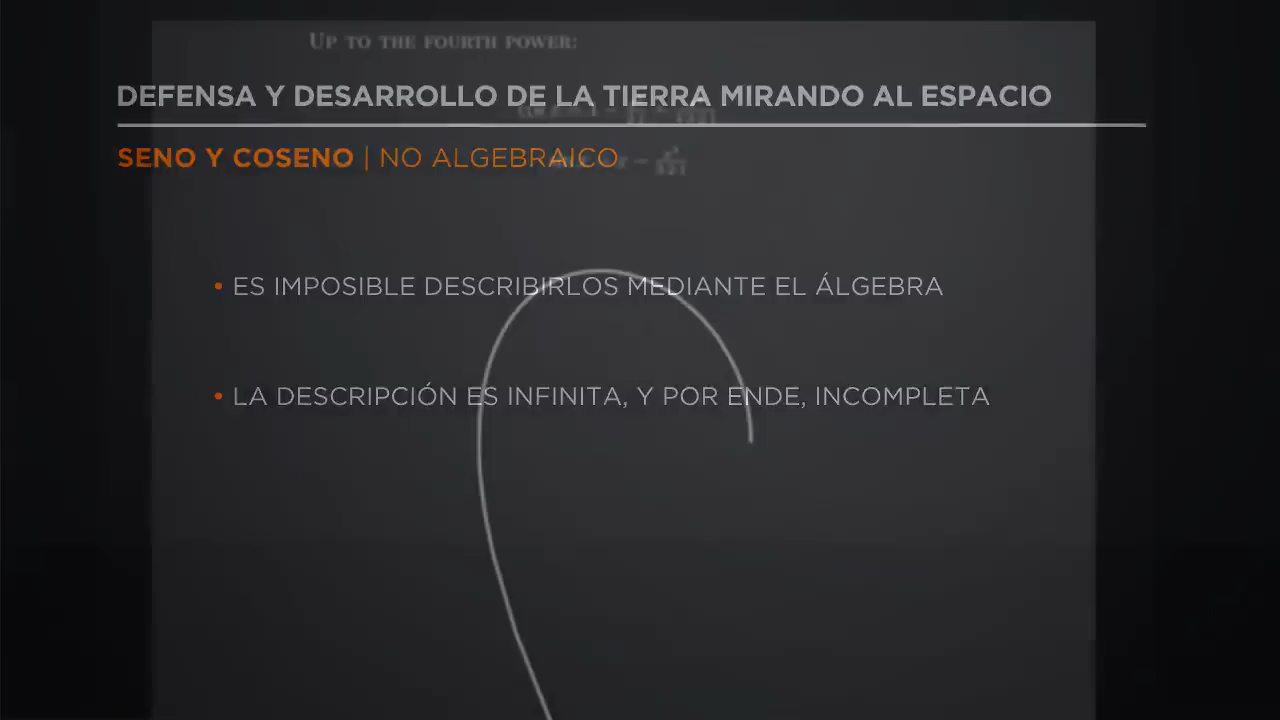 UP TO THE FOURTH POWER:
DEFENSA Y DESARROLLO DE LA TIERRA MIRANDO AL ESPACIO
SENO Y COSENO | NO ALGEBRAICO
• ES IMPOSIBLE DESCRIBIRLOS MEDIANTE EL ÁLGEBRA
• LA DESCRIPCIÓN ES INFINITA, Y POR ENDE, INCOMPLETA